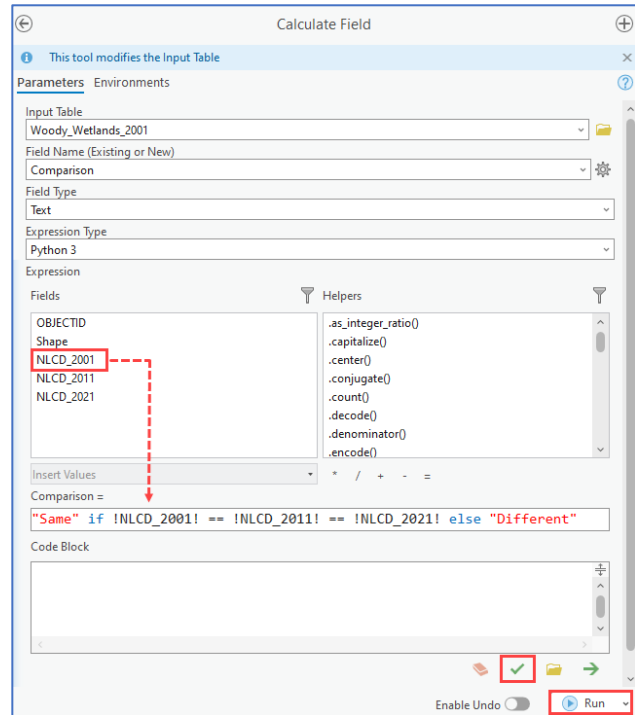 Calculate Field
This tool modifies the Input Table
Parameters Environments
Input Table
Woody_Wetlands_2001
Field Name (Existing or New)
Comparison
Field Type
Text
Expression Type
Python 3
Expression
Fields
OBJECTID
Shape
NLCD_2001
NLCD_2011
NLCD_2021
Helpers
.as_integer_ratio()
.capitalize()
.center()
.conjugate()
.count()
.decode()
.denominator()
.encode()
Insert Values
* / + - =
Comparison =
"Same" if !NLCD_2001! == !NLCD_2011! == !NLCD_2021! else "Different"
Code Block
Enable Undo
Run